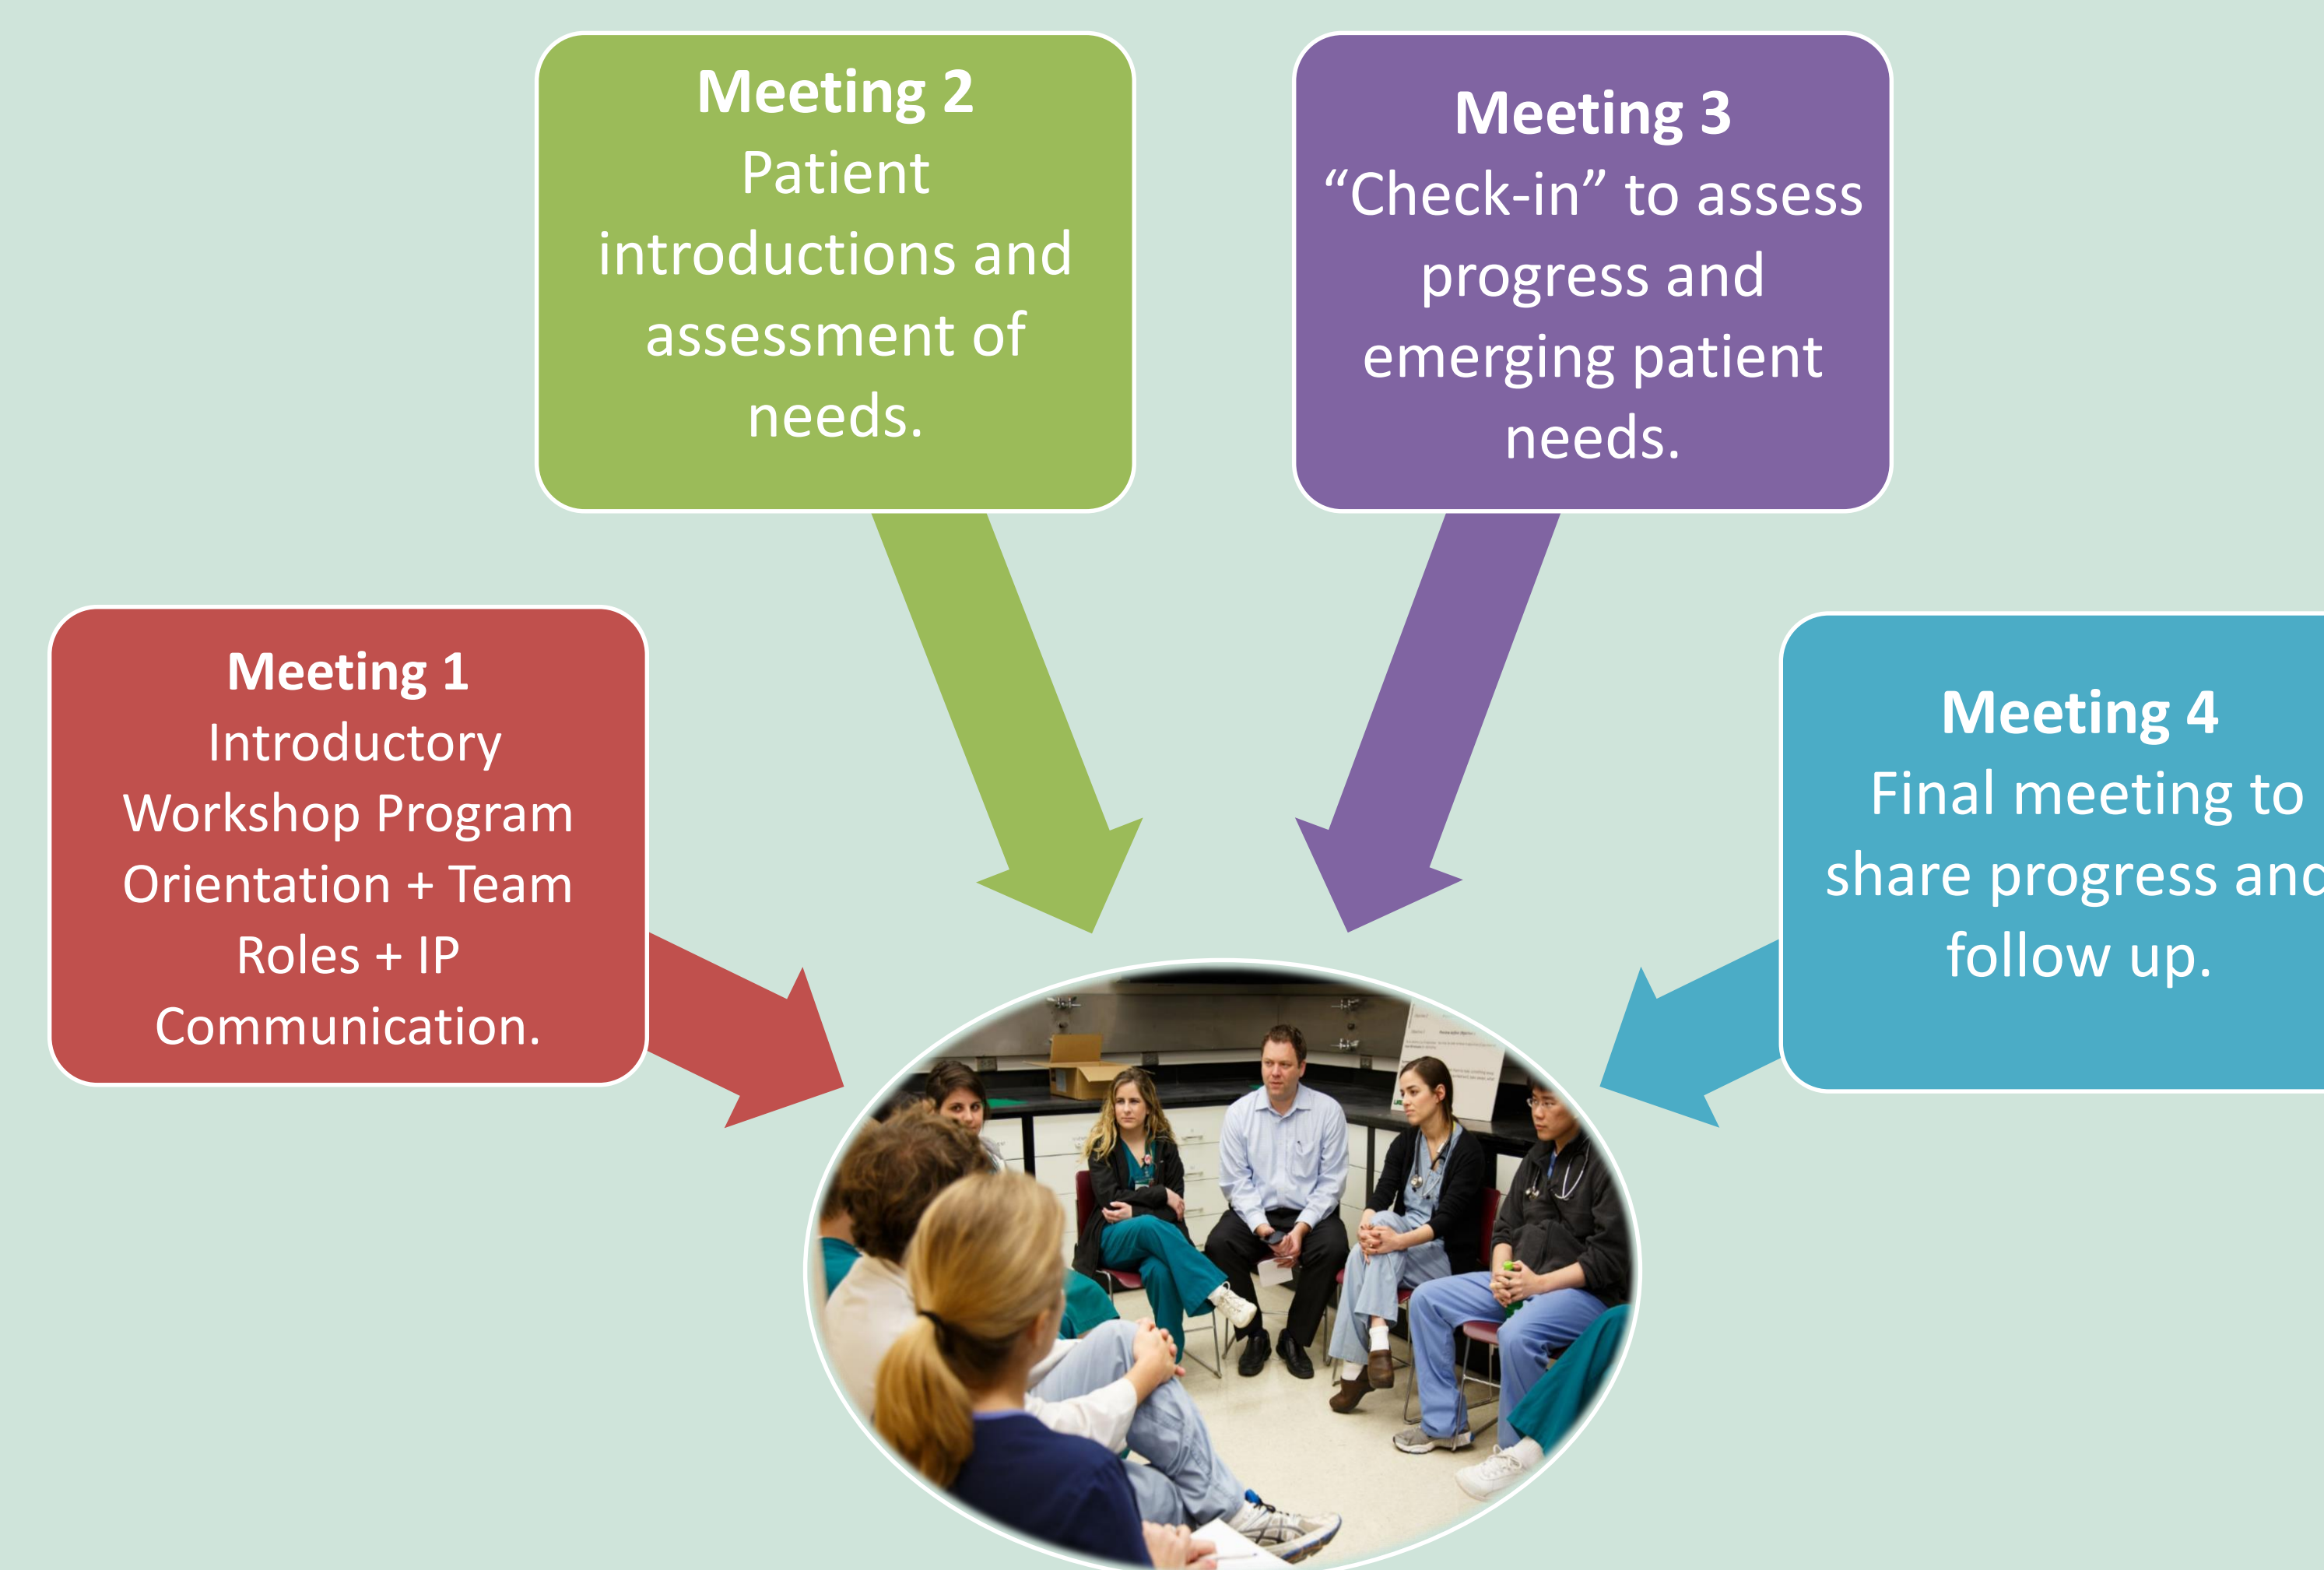 Meeting 1
Introductory
Workshop Program
Orientation + Team
Roles + IP
Communication.
Meeting 2
Patient
introductions and
assessment of
needs.
Meeting 3
“Check-in” to assess
progress and
emerging patient
needs.
Meeting 4
Final meeting to
share progress and
follow up.